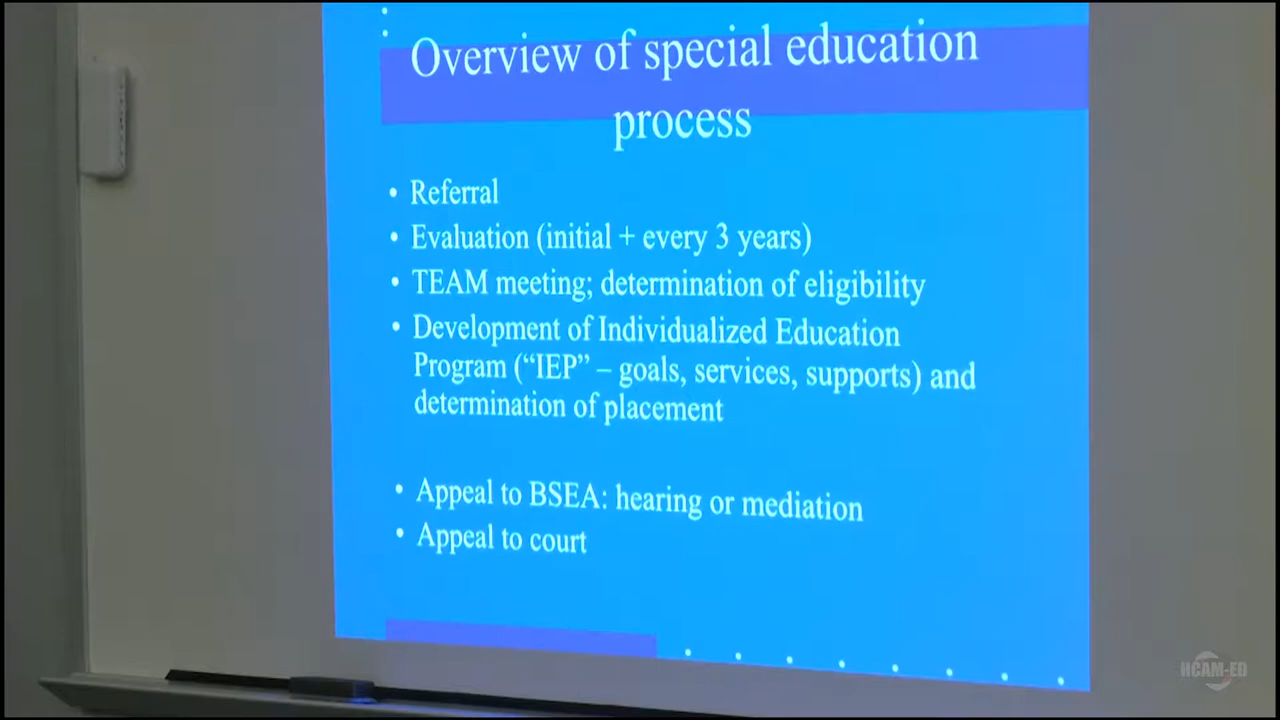 Overview of special education
process
• Referral
• Evaluation (initial + every 3 years)
• TEAM meeting; determination of eligibility
• Development of Individualized Education
Program (“IEP” – goals, services, supports) and
determination of placement
• Appeal to BSEA: hearing or mediation
• Appeal to court
HCAM-ED